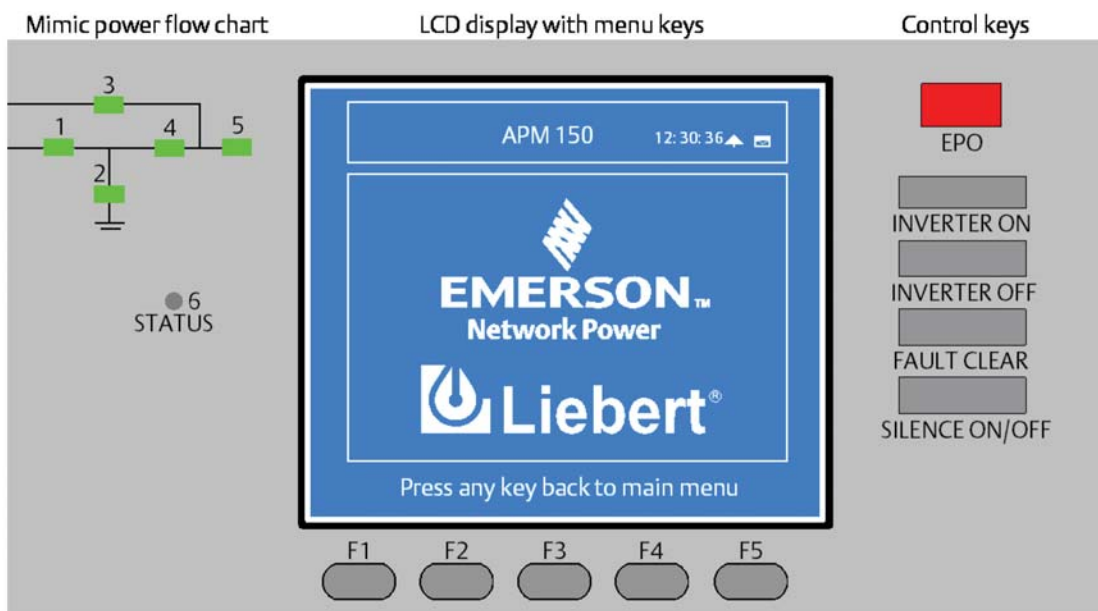 Mimic power flow chart
LCD display with menu keys
Control keys
3
1
4
5
2
6
STATUS
APM 150
12:30:36
EMERSON™
Network Power
Liebert®
Press any key back to main menu
F1
F2
F3
F4
F5
EPO
INVERTER ON
INVERTER OFF
FAULT CLEAR
SILENCE ON/OFF